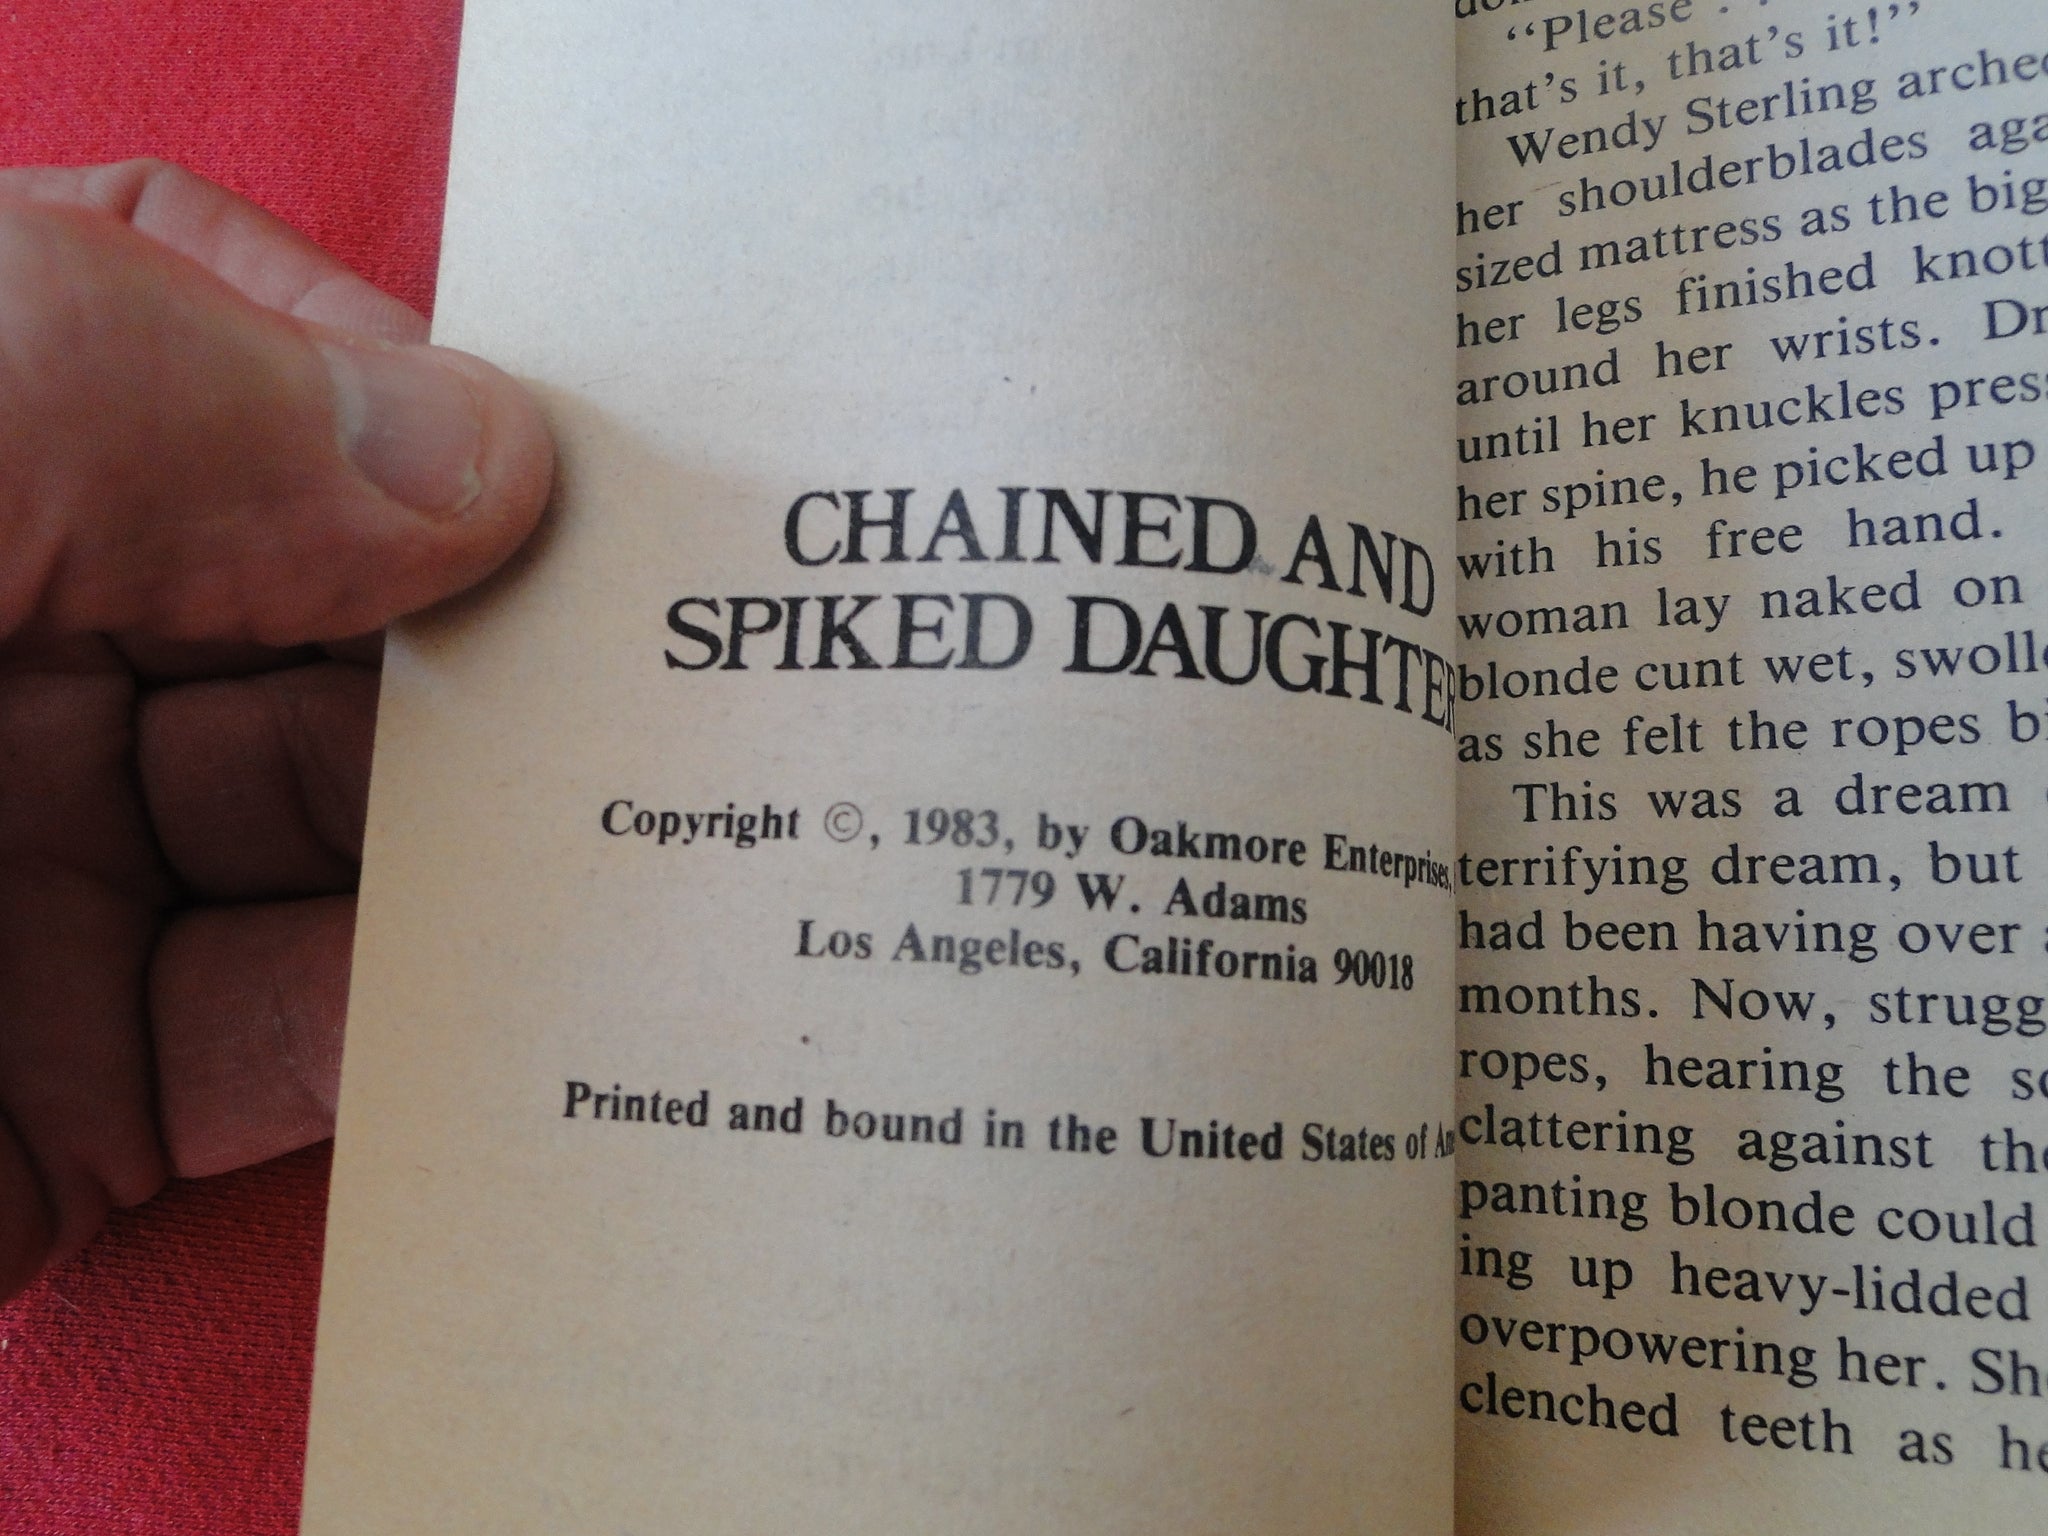 CHAINED AND
SPIKED DAUGHTER
Copyright ©, 1983, by Oakmore Enterprises,
1779 W. Adams
Los Angeles, California 90018
Printed and bound in the United States of
"Please . .
that's it, that's it!"
Wendy Sterling arched
her shoulderblades
sized mattress as the big
her legs finished
around her wrists.
until her knuckles
her spine, he picked up
with his free hand.
woman lay naked on
blonde cunt wet,
as she felt the ropes
This was a dream
terrifying dream, but
had been having over
months. Now,
ropes, hearing the
clattering against
panting blonde could
ing up heavy-lidded
overpowering her.
clenched teeth as